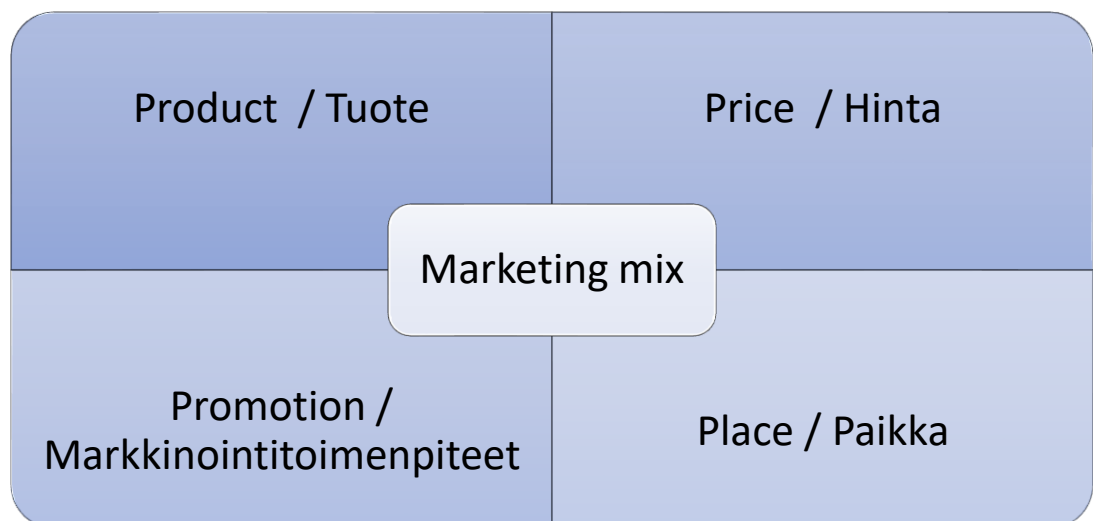 Product / Tuote
Price / Hinta
Marketing mix
Promotion /
Markkinointitoimenpiteet
Place / Paikka